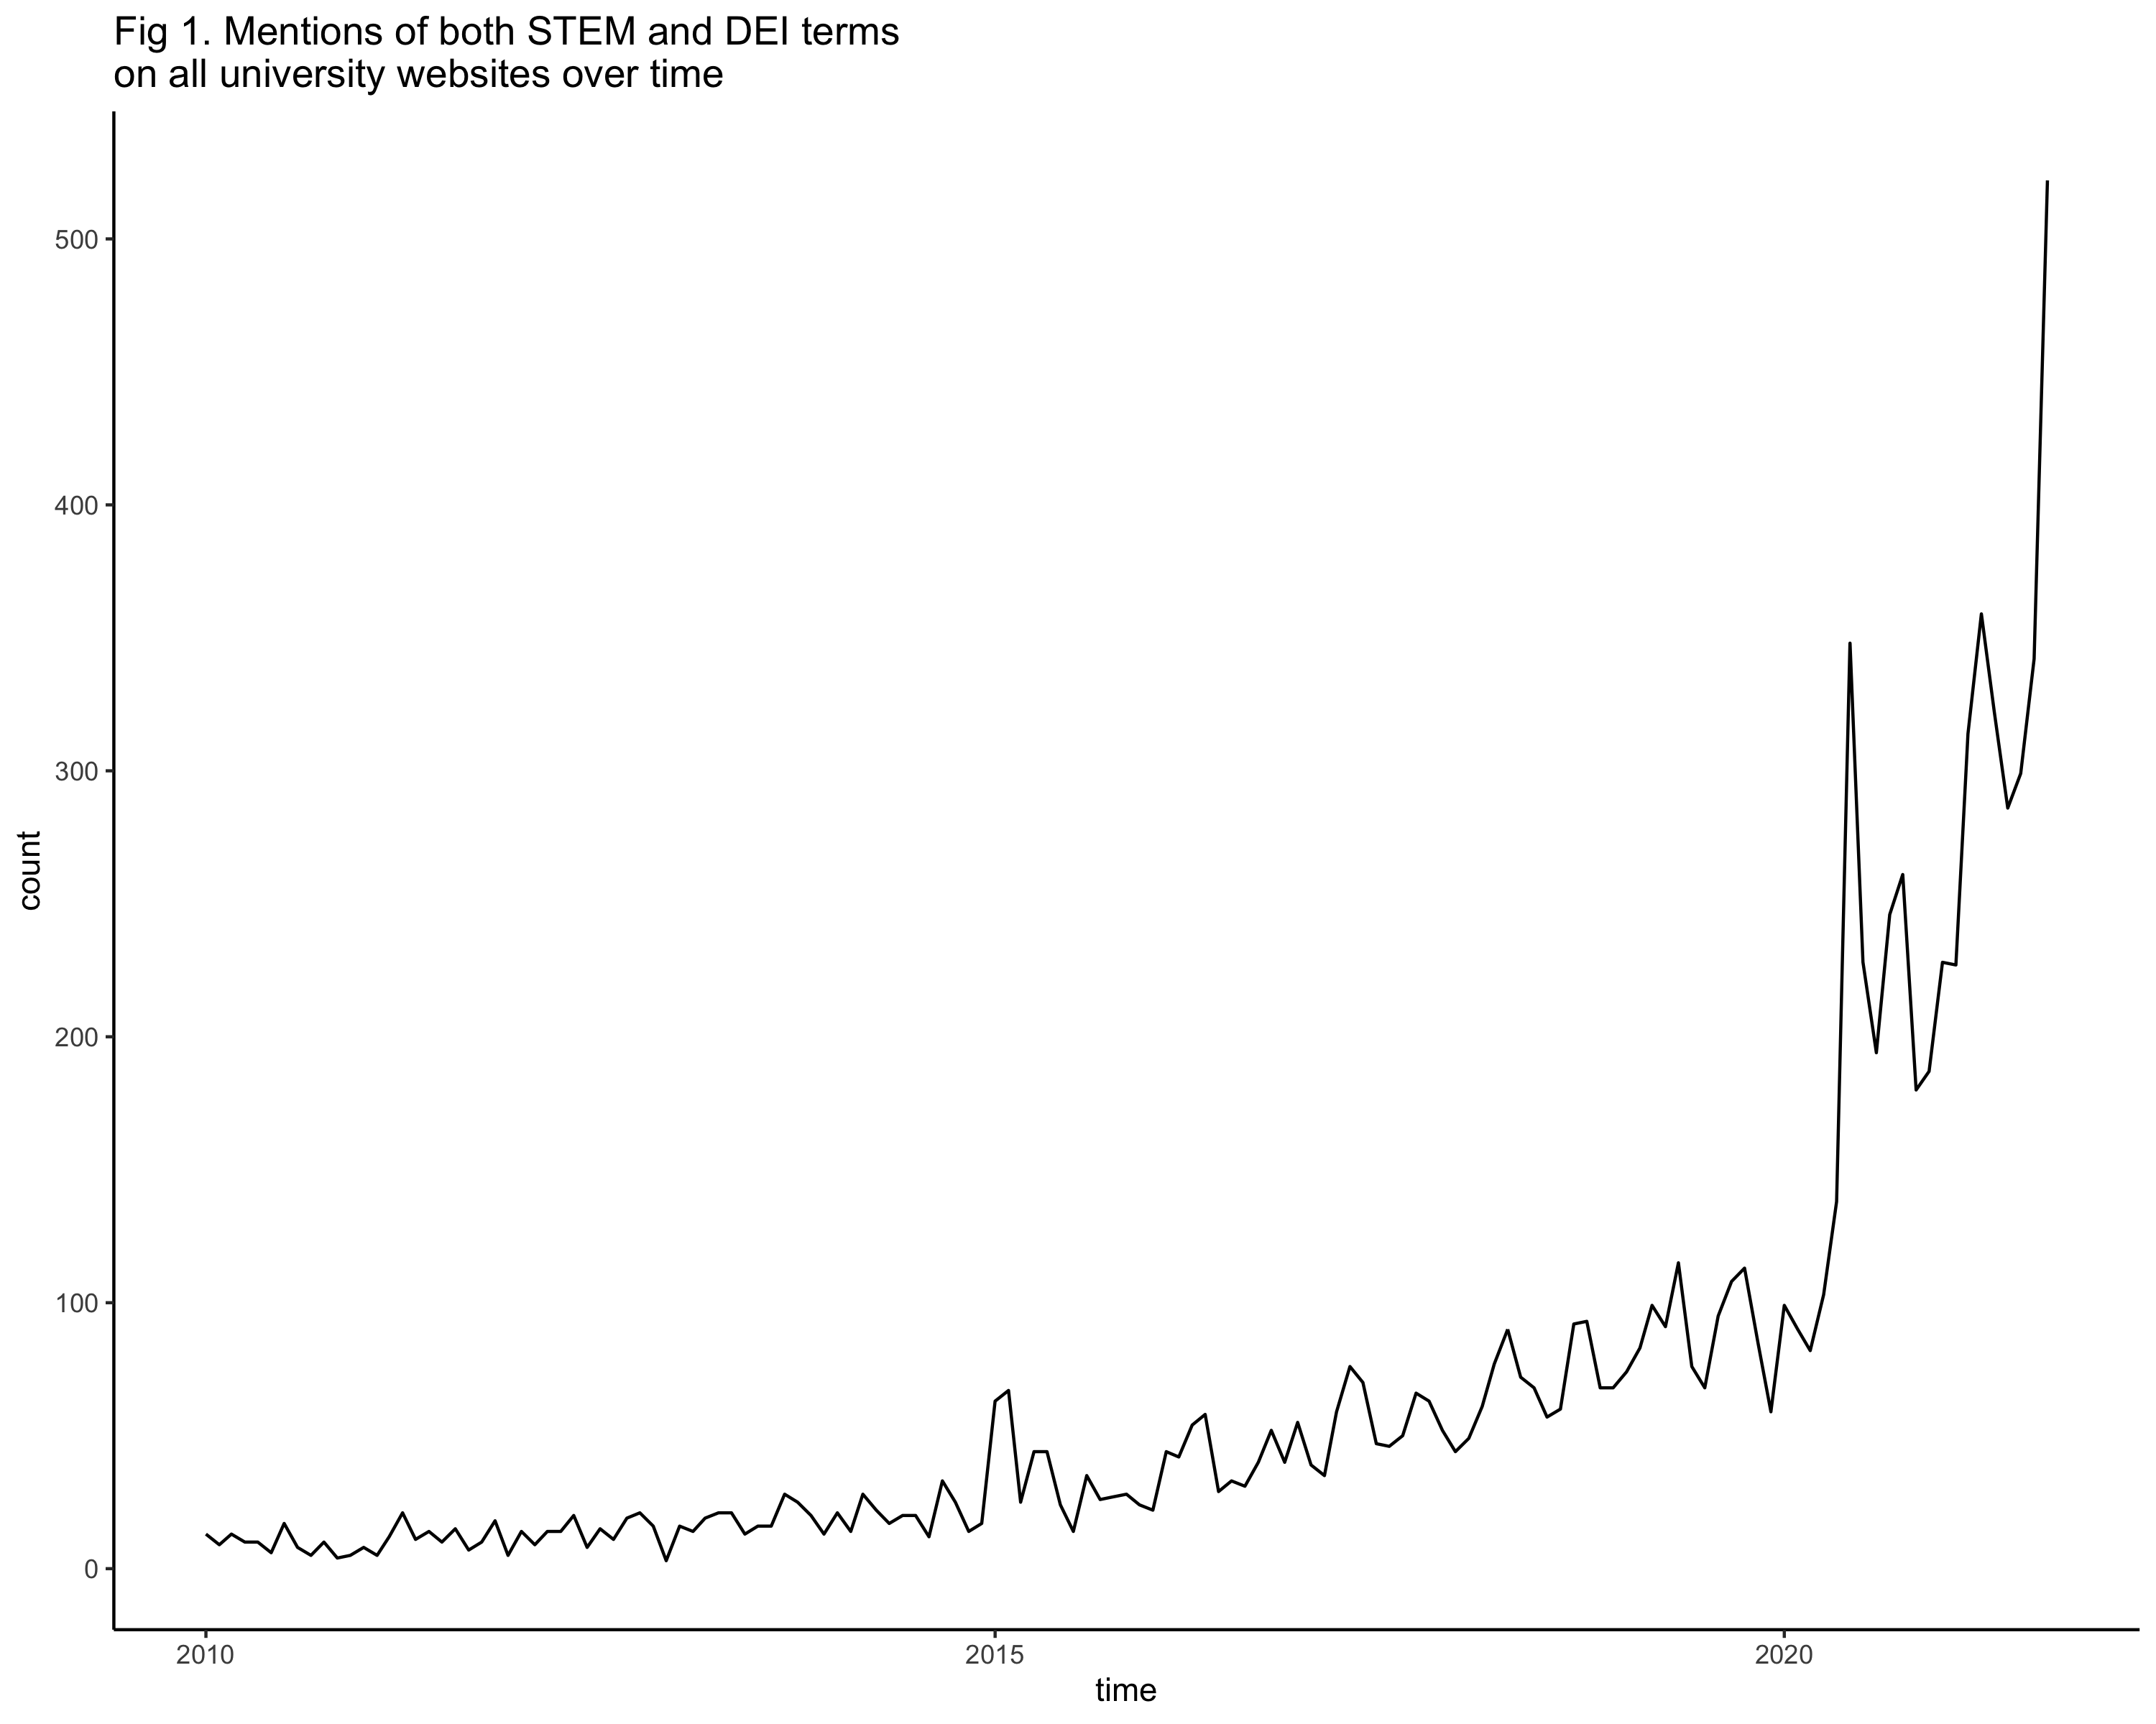 Fig 1. Mentions of both STEM and DEI terms
on all university websites over time
500
400
300
200
100
0
count
2010
2015
2020
time